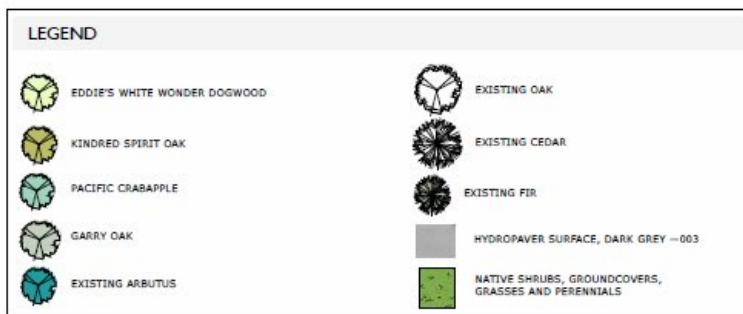 LEGEND
EDDIE'S WHITE WONDER DOGWOOD
KINDRED SPIRIT OAK
PACIFIC CRABAPPLE
GARRY OAK
EXISTING ARBUTUS
EXISTING OAK
EXISTING CEDAR
EXISTING FIR
HYDROPAVER SURFACE, DARK GREY —003
NATIVE SHRUBS, GROUNDCOVERS,
GRASSES AND PERENNIALS